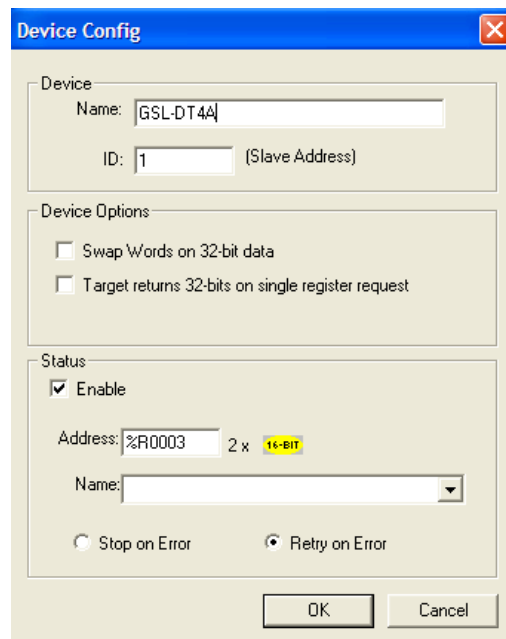 Device Config
Device
Name: GSL-DT4A
ID: 1 (Slave Address)
Device Options
Swap Words on 32-bit data
Target returns 32-bits on single register request
Status
Enable
Address: %R0003 2 x 16-BIT
Name:
Stop on Error Retry on Error
OK Cancel